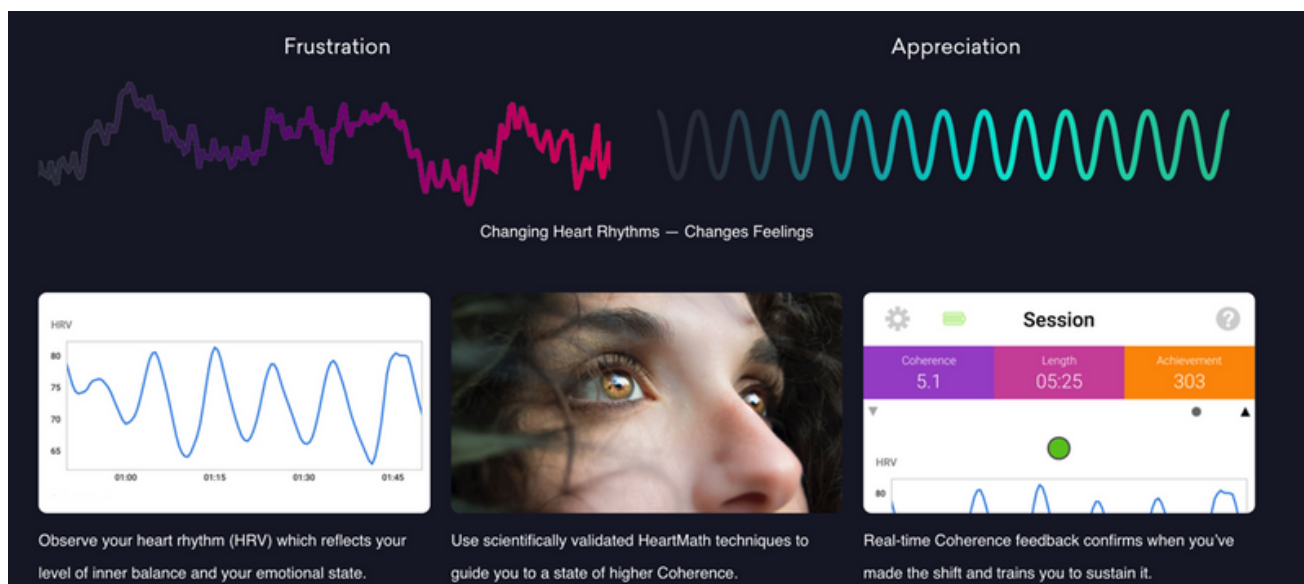 Frustration
Appreciation
Changing Heart Rhythms — Changes Feelings
HRV
80
75
70
65
01:00 01:15 01:30 01:45
Observe your heart rhythm (HRV) which reflects your
level of inner balance and your emotional state.
Use scientifically validated HeartMath techniques to
guide you to a state of higher Coherence.
Session
?
Coherence Length Achievement
5.1 05:25 303
HRV
80
Real-time Coherence feedback confirms when you've
made the shift and trains you to sustain it.